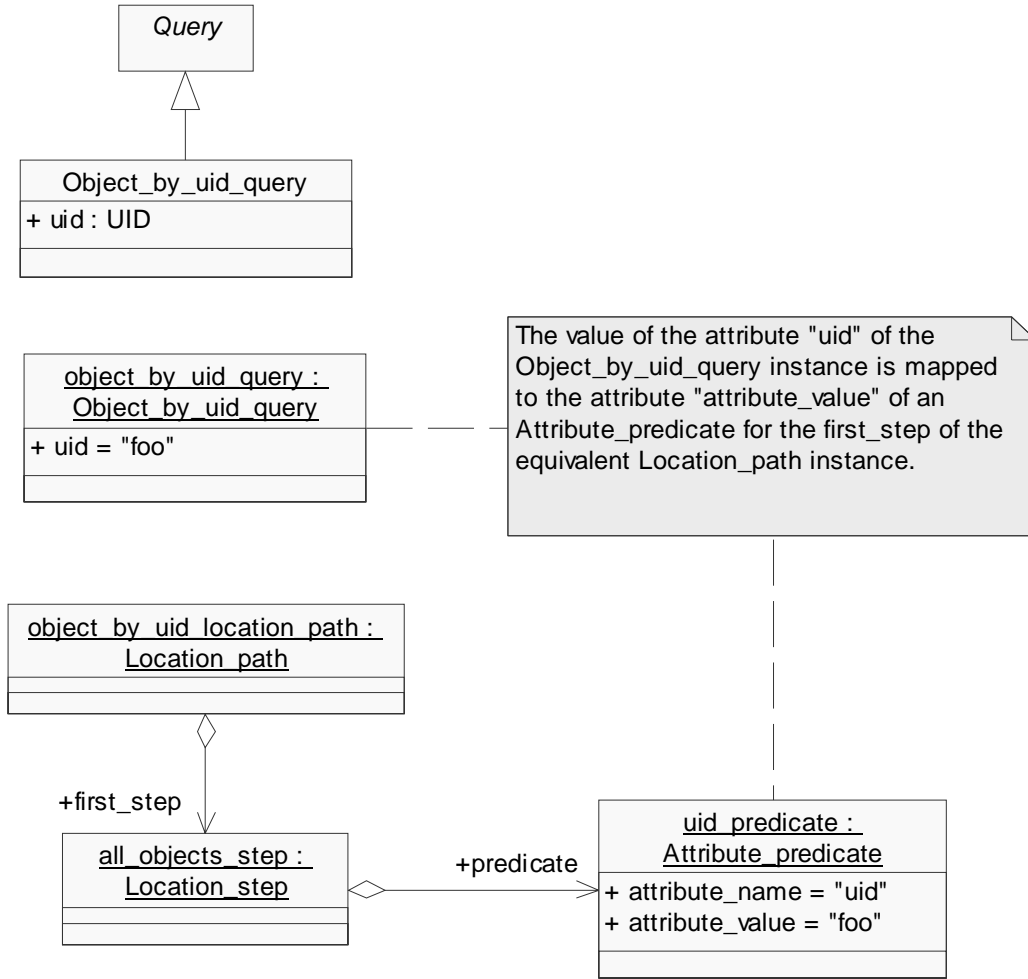 Query
Object_by_uid_query
+ uid : UID
object_by_uid_query :
Object_by_uid_query
+ uid = "foo"
The value of the attribute "uid" of the
Object_by_uid_query instance is mapped
to the attribute "attribute_value" of an
Attribute_predicate for the first_step of the
equivalent Location_path instance.
object_by_uid_location_path :
Location_path
+first_step
all_objects_step :
Location_step
+predicate
uid_predicate :
Attribute_predicate
+ attribute_name = "uid"
+ attribute_value = "foo"